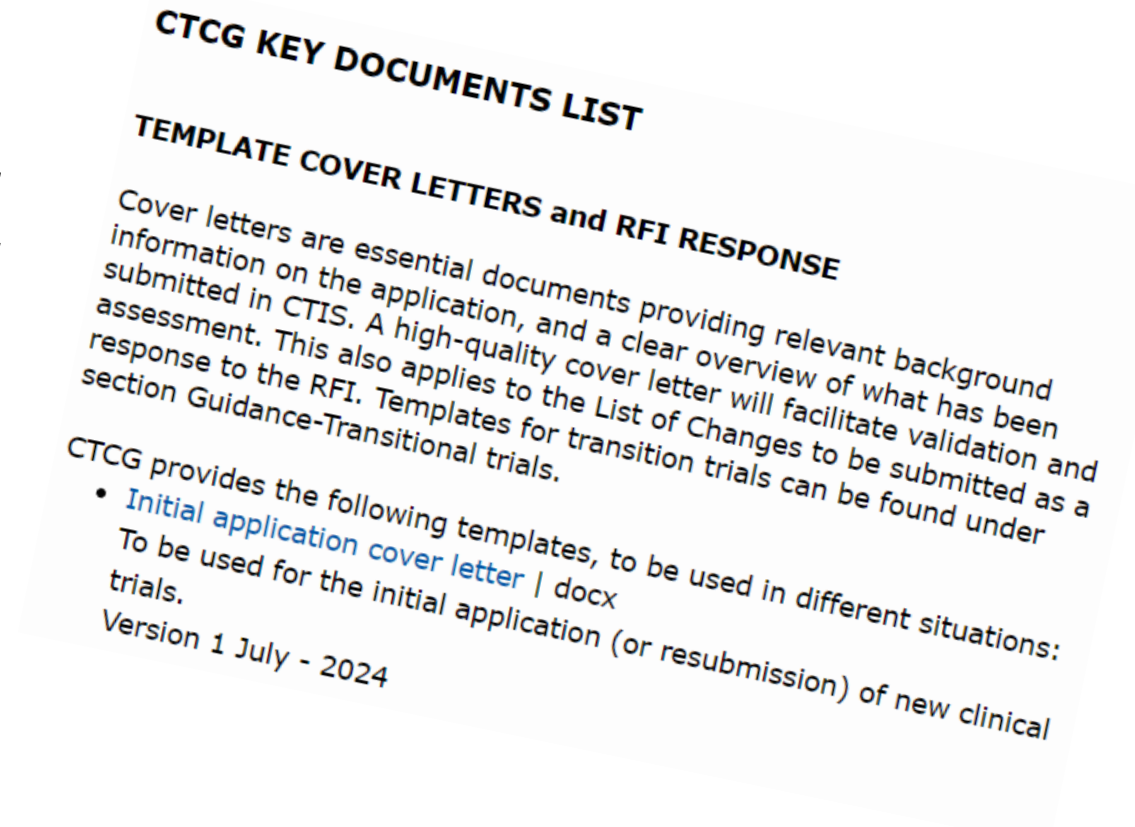 CTCG KEY DOCUMENTS LIST
TEMPLATE COVER LETTERS and RFI RESPONSE
Cover letters are essential documents providing relevant background
information on the application, and a clear overview of what has been
submitted in CTIS. A high-quality cover letter will facilitate validation and
assessment. This also applies to the List of Changes to be submitted as a
response to the RFI. Templates for transition trials can be found under
section Guidance-Transitional trials.
CTCG provides the following templates, to be used in different situations:
• Initial application cover letter | docx
To be used for the initial application (or resubmission) of new clinical
trials.
Version 1 July - 2024